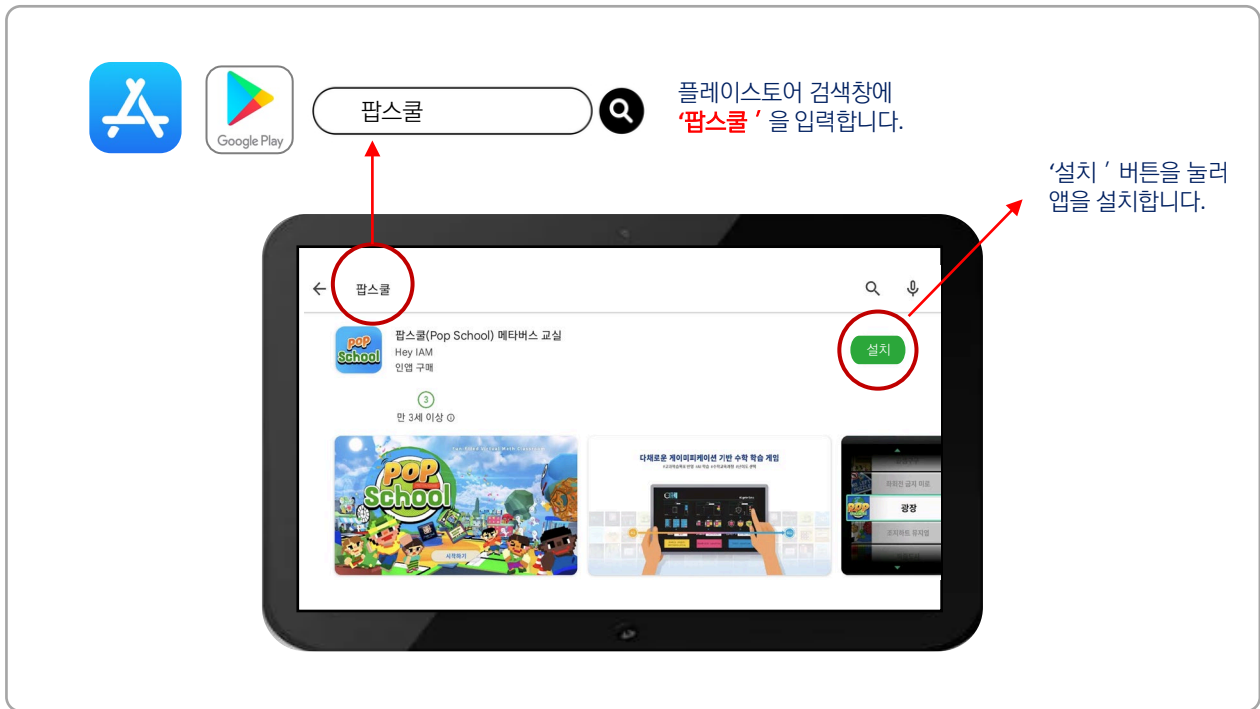 Google Play
팝스쿨
플레이스토어 검색창에
‘팝스쿨 ’ 을 입력합니다.
‘설치 ’ 버튼을 눌러
앱을 설치합니다.
팝스쿨
팝스쿨(Pop School) 메타버스 교실
Hey IAM
인앱 구매
설치
3
만 3세 이상
POP
School
POP
School
시작하기
다채로운 게이미피케이션 기반 수학 학습 게임
광장